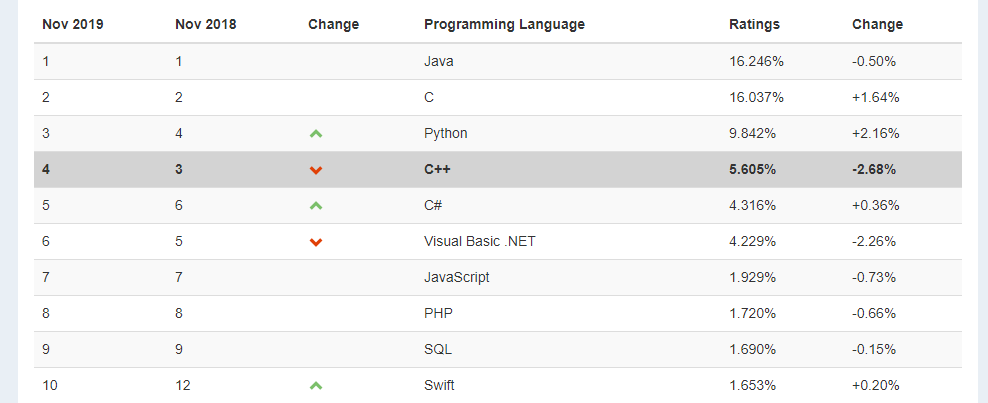 Nov 2019 Nov 2018 Change Programming Language Ratings Change
1 1 Java 16.246% -0.50%
2 2 C 16.037% +1.64%
3 4 Python 9.842% +2.16%
4 3 C++ 5.605% -2.68%
5 6 C# 4.316% +0.36%
6 5 Visual Basic .NET 4.229% -2.26%
7 7 JavaScript 1.929% -0.73%
8 8 PHP 1.720% -0.66%
9 9 SQL 1.690% -0.15%
10 12 Swift 1.653% +0.20%